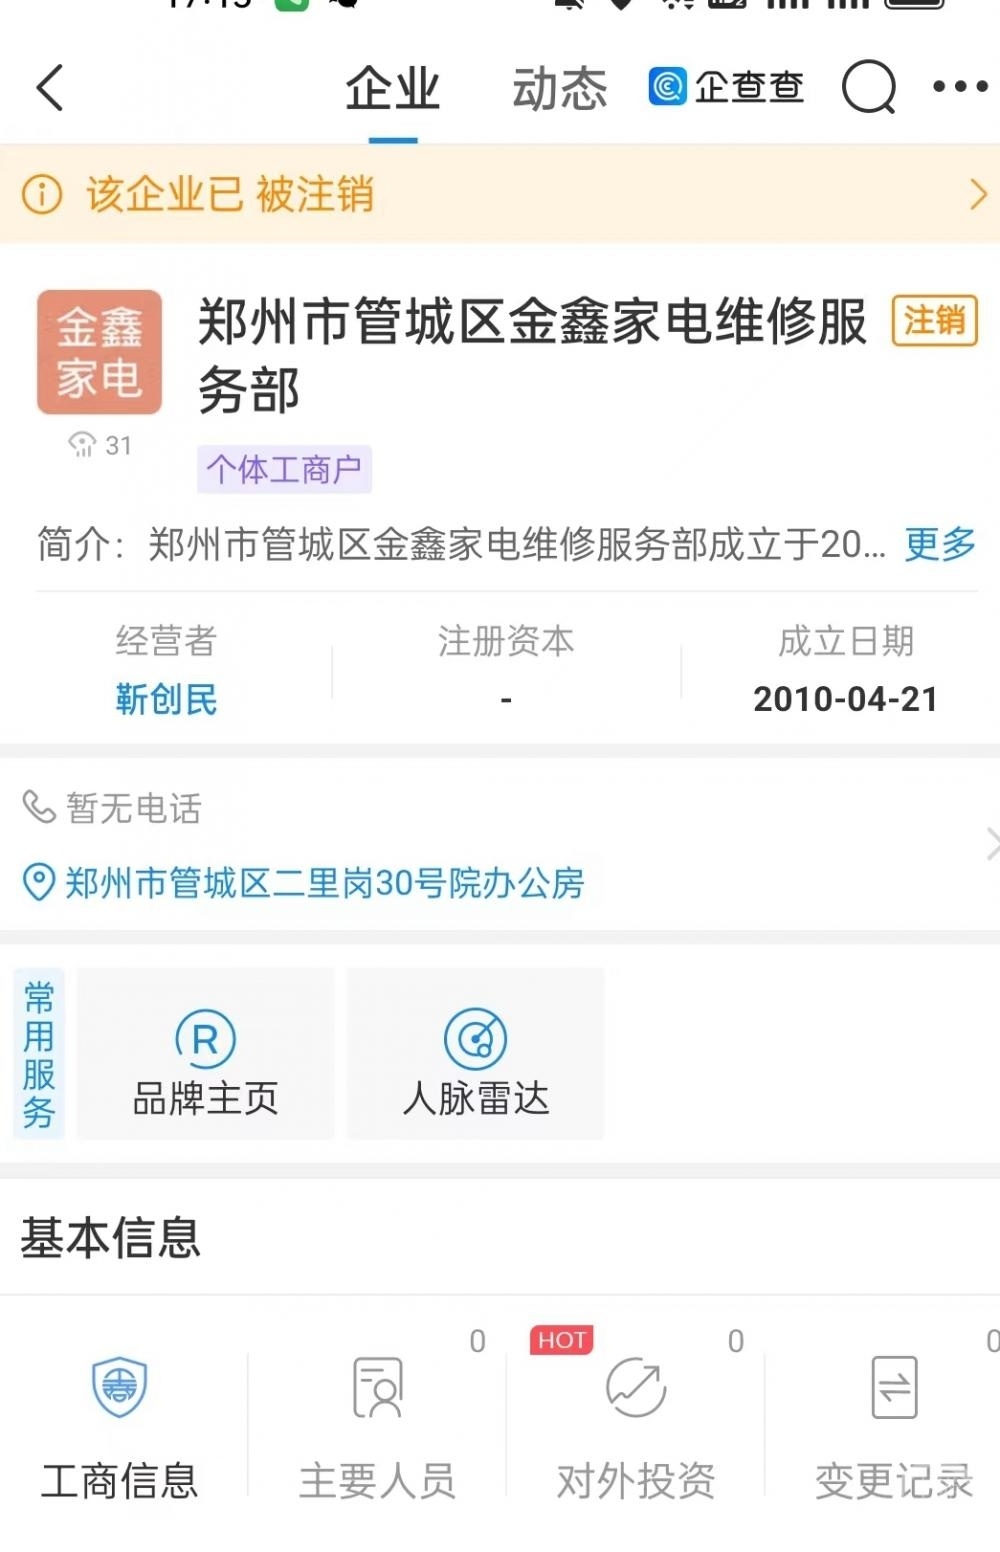 企业 动态 企查查
该企业已 被注销
金鑫
家电
郑州市管城区金鑫家电维修服
务部
注销
31
个体工商户
简介：郑州市管城区金鑫家电维修服务部成立于20... 更多
经营者 注册资本 成立日期
靳创民 - 2010-04-21
暂无电话
郑州市管城区二里岗30号院办公房
常用服务
R
品牌主页 人脉雷达
基本信息
0 HOT 0 0
工商信息 主要人员 对外投资 变更记录